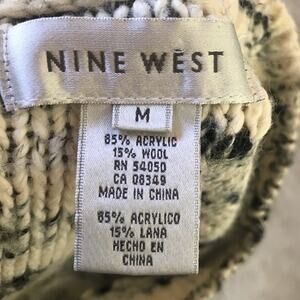 NINE WEST
M
85% ACRYLIC
15% WOOL
RN 54050
CA 08349
MADE IN CHINA
85% ACRYLICO
15% LANA
HECHO EN
CHINA